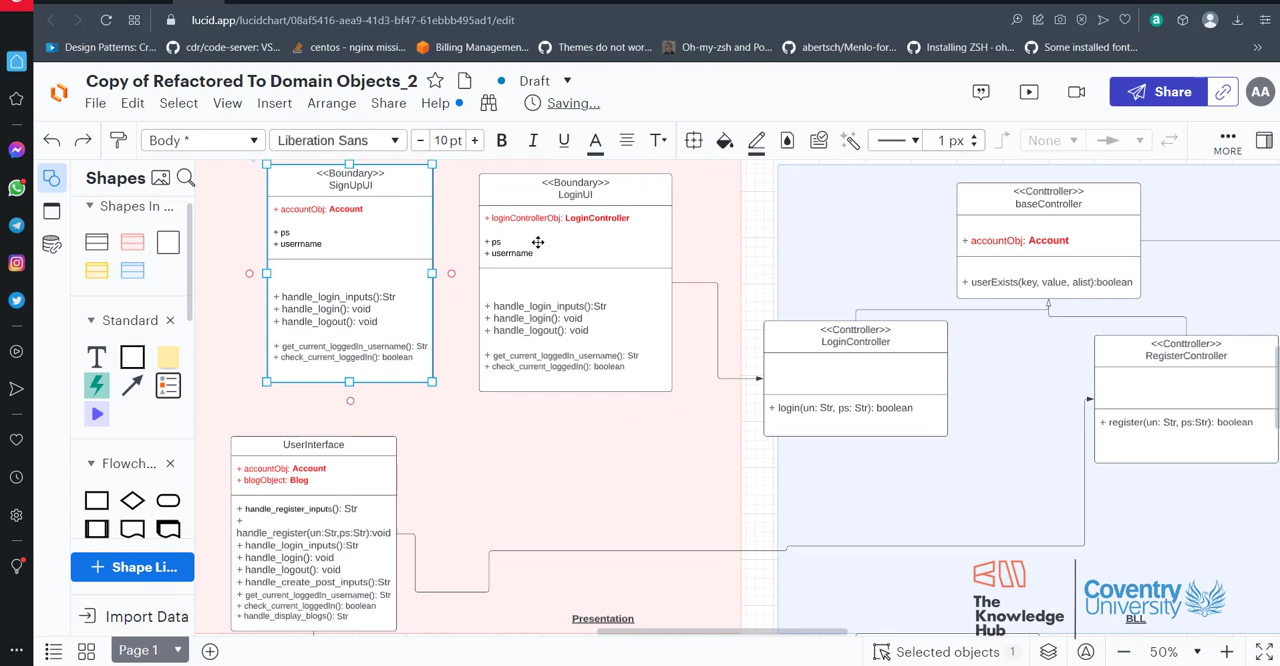 lucid.app/lucidchart/08af5416-aea9-41d3-bf47-61ebbb495ad1/edit
Design Patterns: Cr...
cdr/code-server: VS...
centos - nginx missi...
Billing Managemen...
Themes do not wor...
Oh-my-zsh and Po...
abertsch/Menlo-for...
Installing ZSH · oh...
Some installed font...
Copy of Refactored To Domain Objects_2
Draft
File Edit Select View Insert Arrange Share Help
Saving...
Share
AA
Body *
Liberation Sans
− 10 pt +
B I U A T
1 px
None
MORE
Shapes
Shapes In ...
Standard
T
Flowch...
Shape Li...
Import Data
<<Boundary>>
SignUpUI
+ accountObj: Account
+ ps
+ username
+ handle_login_inputs():Str
+ handle_login(): void
+ handle_logout(): void
+ get_current_loggedIn_username(): Str
+ check_current_loggedIn(): boolean
<<Boundary>>
LoginUI
+ loginControllerObj: LoginController
+ ps
+ username
+ handle_login_inputs():Str
+ handle_login(): void
+ handle_logout(): void
+ get_current_loggedIn_username(): Str
+ check_current_loggedIn(): boolean
<<Conttroller>>
baseController
+ accountObj: Account
+ userExists(key, value, alist):boolean
<<Conttroller>>
LoginController
+ login(un: Str, ps: Str): boolean
<<Conttroller>>
RegisterController
+ register(un: Str, ps:Str): boolean
UserInterface
+ accountObj: Account
+ blogObject: Blog
+ handle_register_inputs(): Str
+
handle_register(un:Str,ps:Str):void
+ handle_login_inputs():Str
+ handle_login(): void
+ handle_logout(): void
+ handle_create_post_inputs():Str
+ get_current_loggedIn_username(): Str
+ check_current_loggedIn(): boolean
+ handle_display_blogs(): Str
Presentation
The
Knowledge
Hub
Coventry
University
BLL
Page 1
Selected objects 1
50%